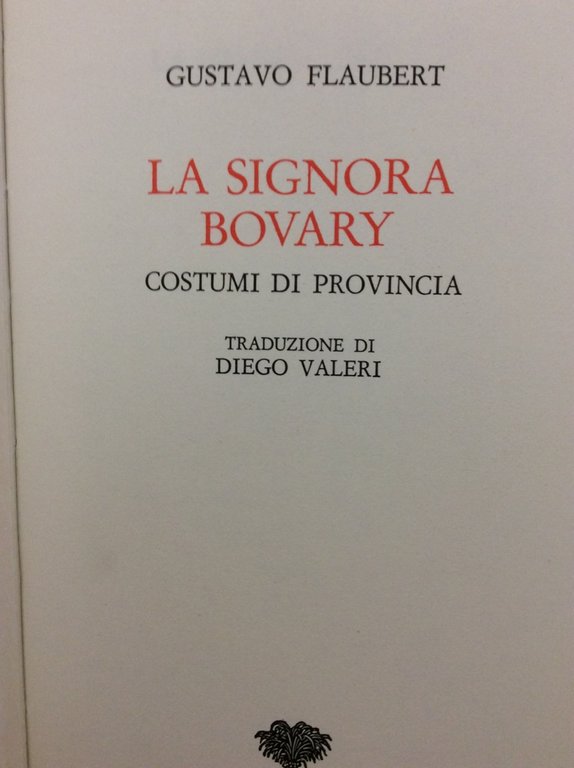 GUSTAVO FLAUBERT
LA SIGNORA
BOVARY
COSTUMI DI PROVINCIA
TRADUZIONE DI
DIEGO VALERI